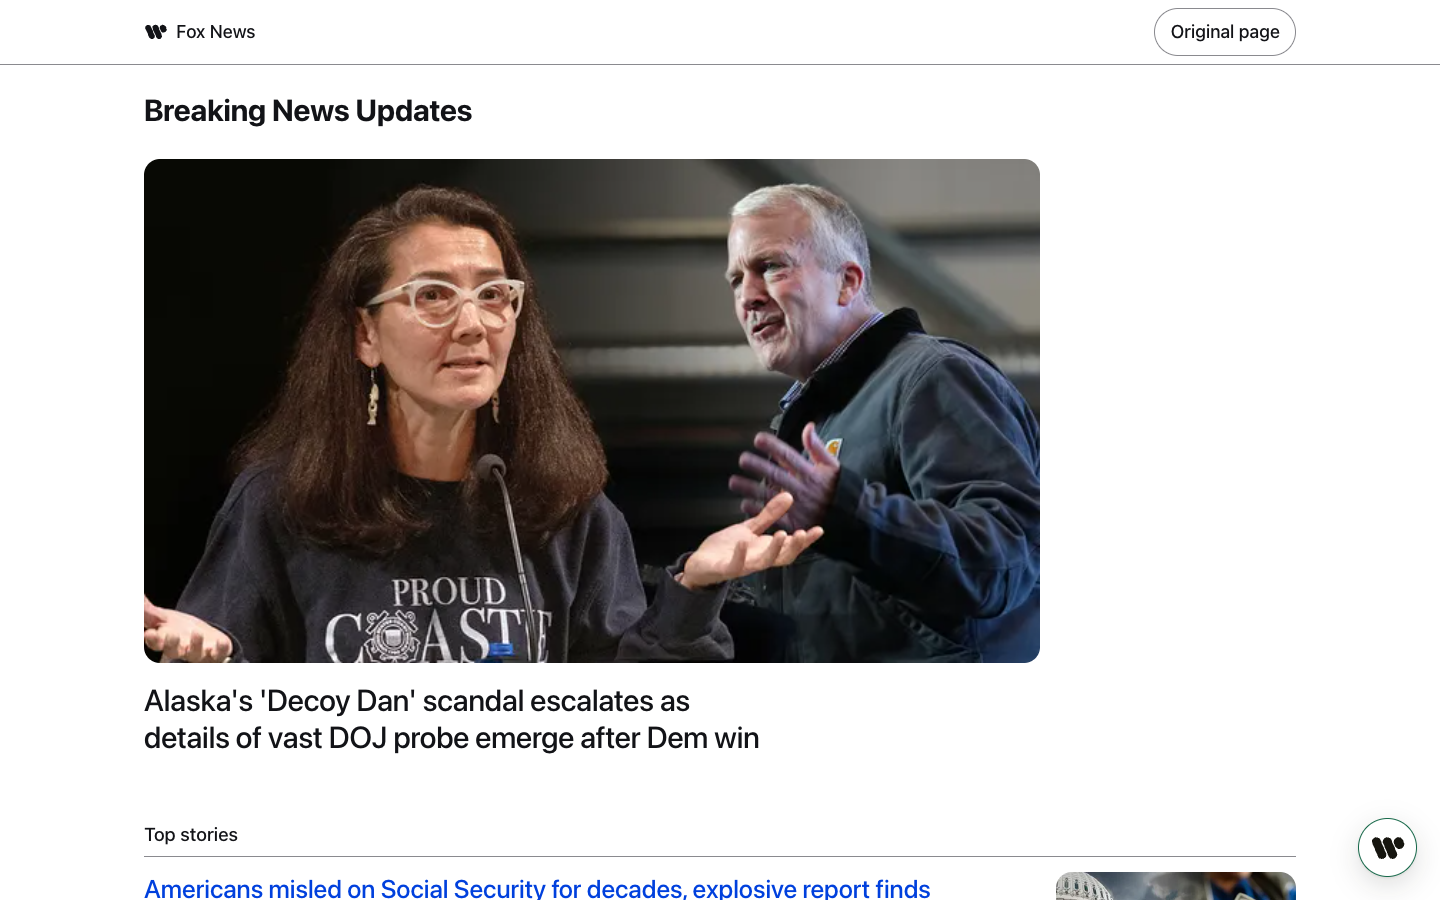 Fox News
Original page
Breaking News Updates
PROUD
COASTIE
Alaska's 'Decoy Dan' scandal escalates as
details of vast DOJ probe emerge after Dem win
Top stories
Americans misled on Social Security for decades, explosive report finds